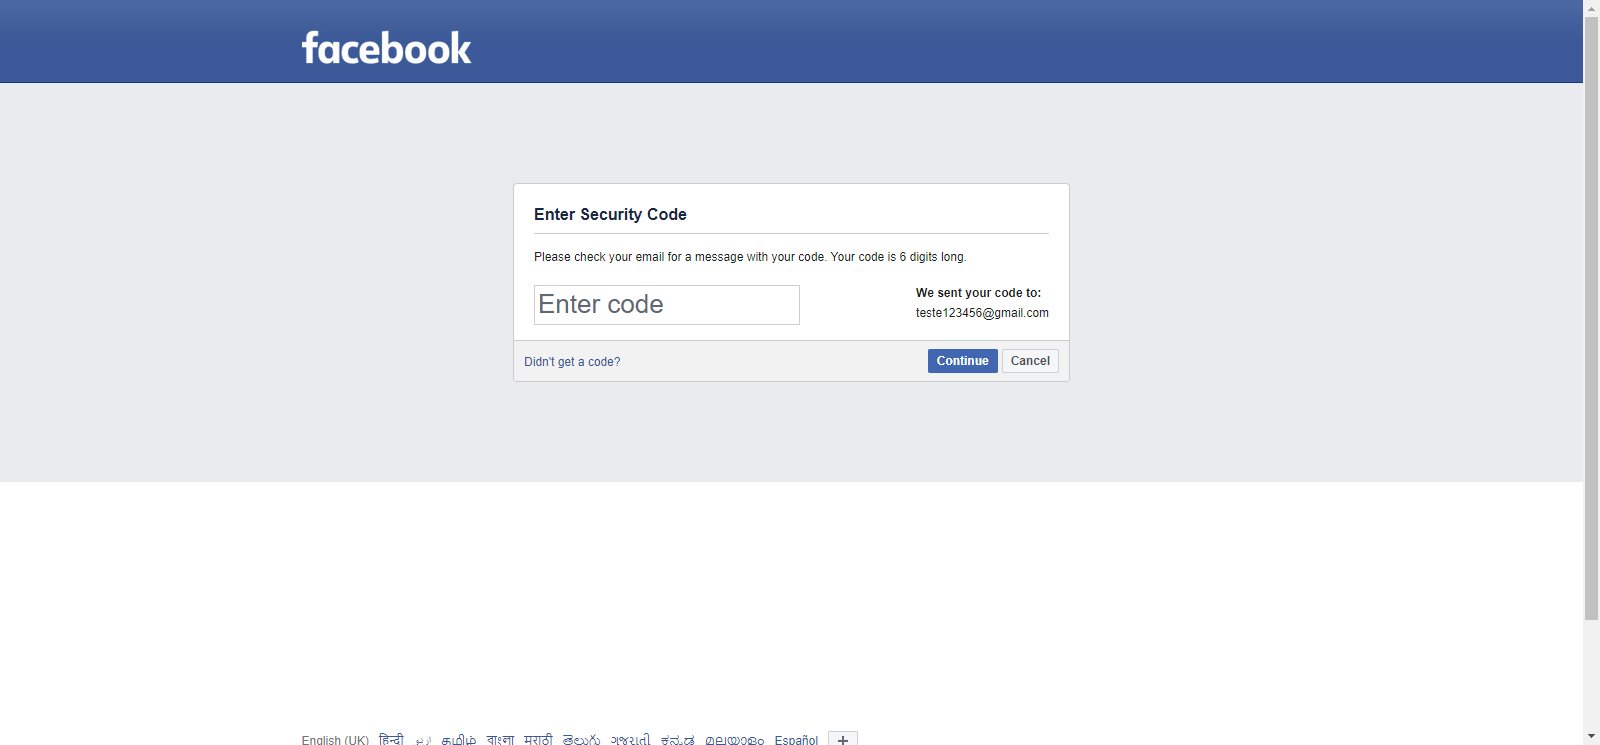 facebook
Enter Security Code
Please check your email for a message with your code. Your code is 6 digits long.
Enter code
We sent your code to:
teste123456@gmail.com
Didn't get a code?
Continue
Cancel
English (UK) हिन्दी اردو தமிழ் বাংলা मराठी తెలుగు ગુજરાતી ಕನ್ನಡ മലയാളം Español +